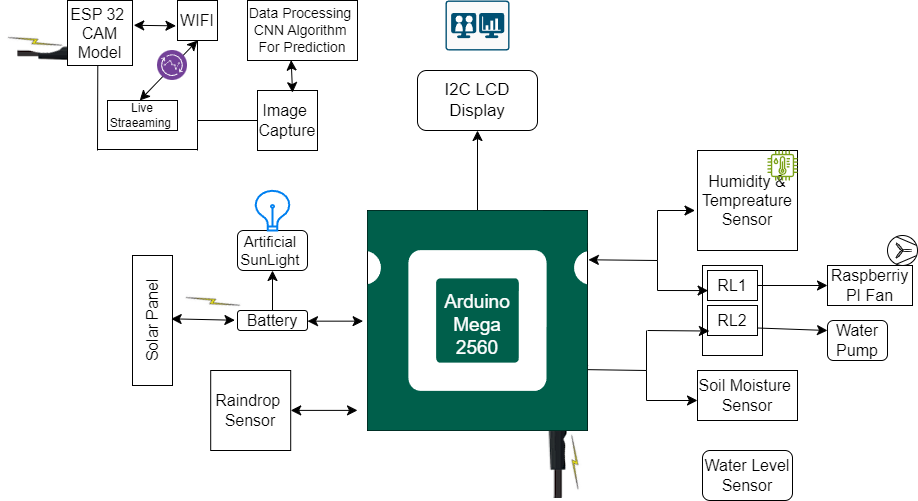 ESP 32
CAM
Model
WIFI
Data Processing
CNN Algorithm
For Prediction
Live
Straeaming
Image
Capture
I2C LCD
Display
Humidity &
Tempreature
Sensor
Artificial
SunLight
Solar Panel
Battery
Arduino
Mega
2560
RL1
Raspberriy
PI Fan
RL2
Water
Pump
Raindrop
Sensor
Soil Moisture
Sensor
Water Level
Sensor